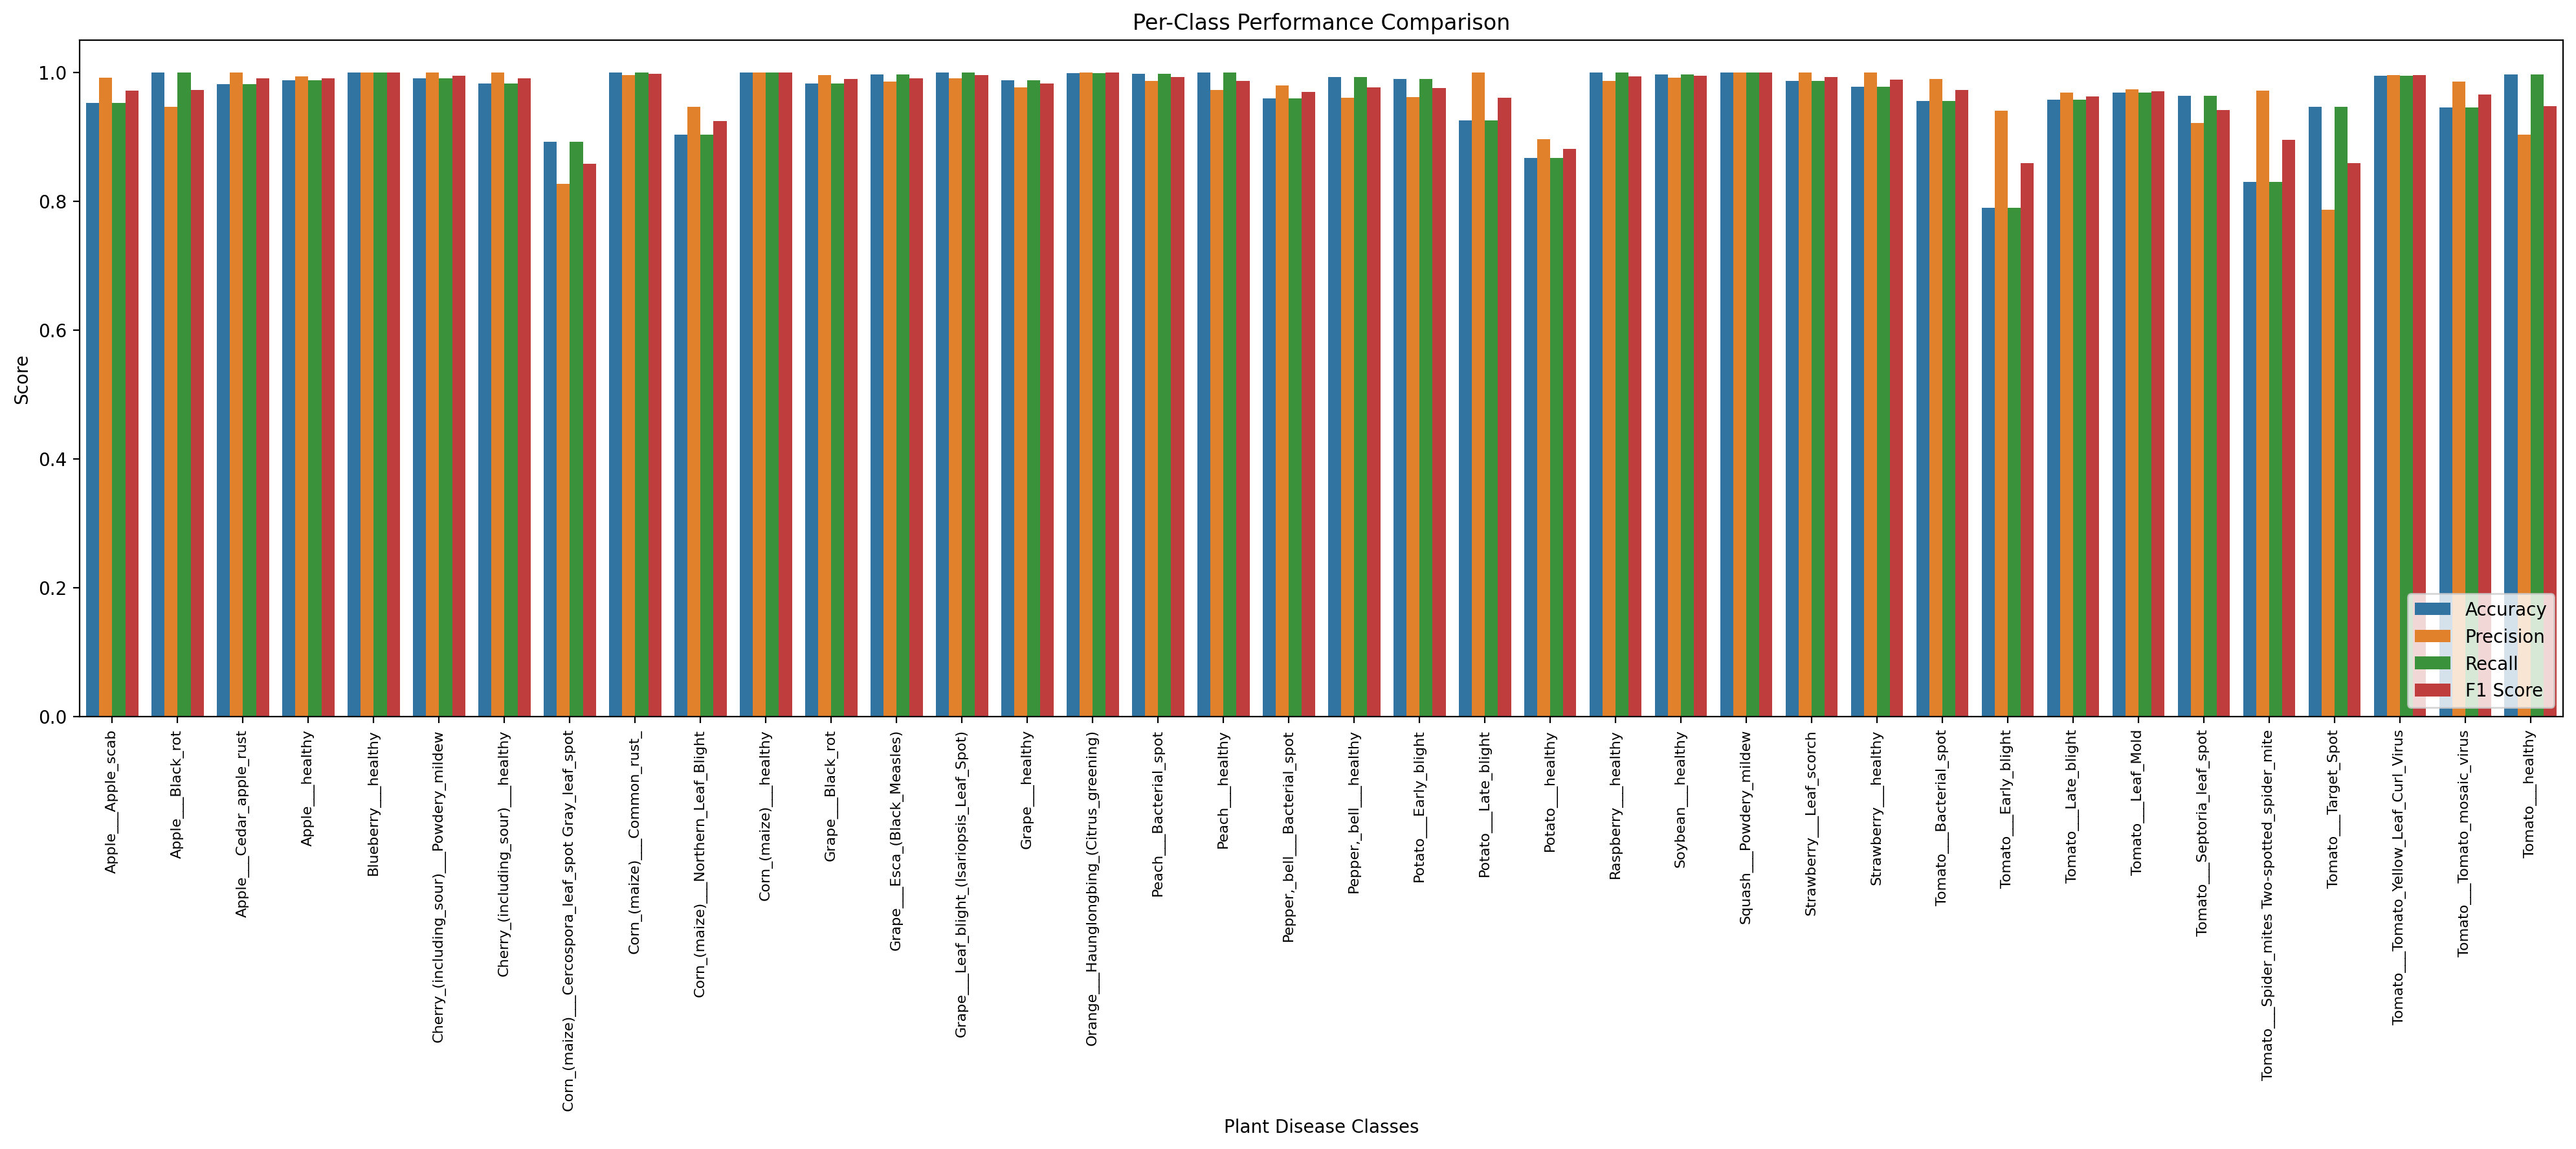 Per-Class Performance Comparison
Score
1.0
0.8
0.6
0.4
0.2
0.0
Accuracy
Precision
Recall
F1 Score
Apple___Apple_scab
Apple___Black_rot
Apple___Cedar_apple_rust
Apple___healthy
Blueberry___healthy
Cherry_(including_sour)___Powdery_mildew
Cherry_(including_sour)___healthy
Corn_(maize)___Cercospora_leaf_spot Gray_leaf_spot
Corn_(maize)___Common_rust_
Corn_(maize)___Northern_Leaf_Blight
Corn_(maize)___healthy
Grape___Black_rot
Grape___Esca_(Black_Measles)
Grape___Leaf_blight_(Isariopsis_Leaf_Spot)
Grape___healthy
Orange___Haunglongbing_(Citrus_greening)
Peach___Bacterial_spot
Peach___healthy
Pepper,_bell___Bacterial_spot
Pepper,_bell___healthy
Potato___Early_blight
Potato___Late_blight
Potato___healthy
Raspberry___healthy
Soybean___healthy
Squash___Powdery_mildew
Strawberry___Leaf_scorch
Strawberry___healthy
Tomato___Bacterial_spot
Tomato___Early_blight
Tomato___Late_blight
Tomato___Leaf_Mold
Tomato___Septoria_leaf_spot
Tomato___Spider_mites Two-spotted_spider_mite
Tomato___Target_Spot
Tomato___Tomato_Yellow_Leaf_Curl_Virus
Tomato___Tomato_mosaic_virus
Tomato___healthy
Plant Disease Classes